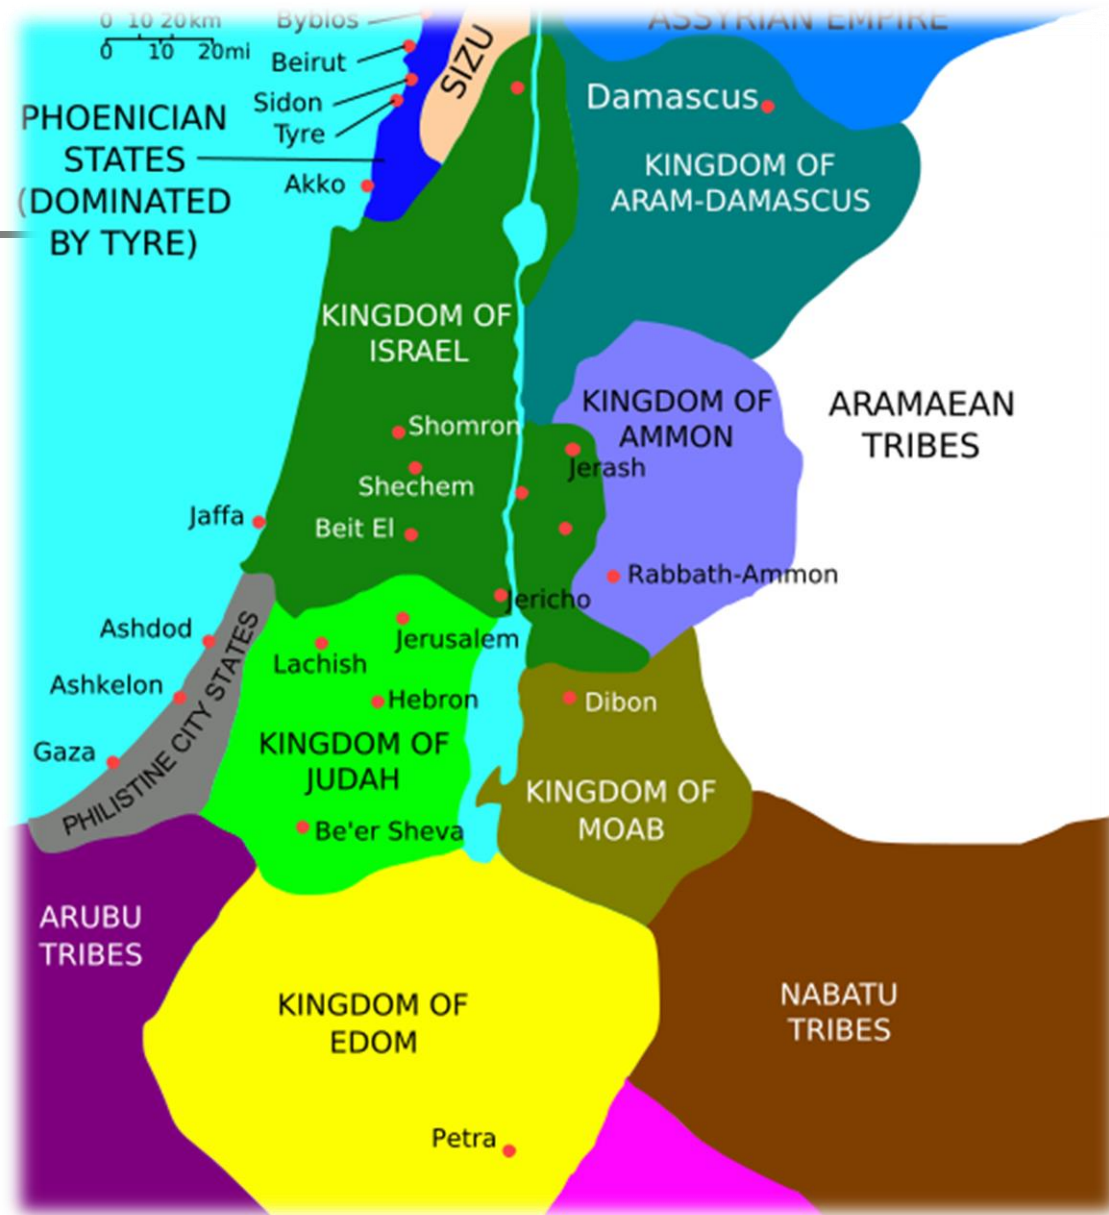 0 10 20km
0 10 20mi
Byblos
ASSYRIAN EMPIRE
Beirut
SIZU
Sidon
Damascus
Tyre
PHOENICIAN
STATES
(DOMINATED
BY TYRE)
KINGDOM OF
ARAM-DAMASCUS
Akko
KINGDOM OF
ISRAEL
KINGDOM OF
AMMON
ARAMAEAN
TRIBES
Shomron
Jerash
Shechem
Jaffa
Beit El
Rabbath-Ammon
Jericho
Ashdod
Jerusalem
Lachish
Ashkelon
Hebron
Dibon
Gaza
PHILISTINE CITY STATES
KINGDOM OF
JUDAH
KINGDOM OF
MOAB
Be'er Sheva
ARUBU
TRIBES
KINGDOM OF
EDOM
NABATU
TRIBES
Petra